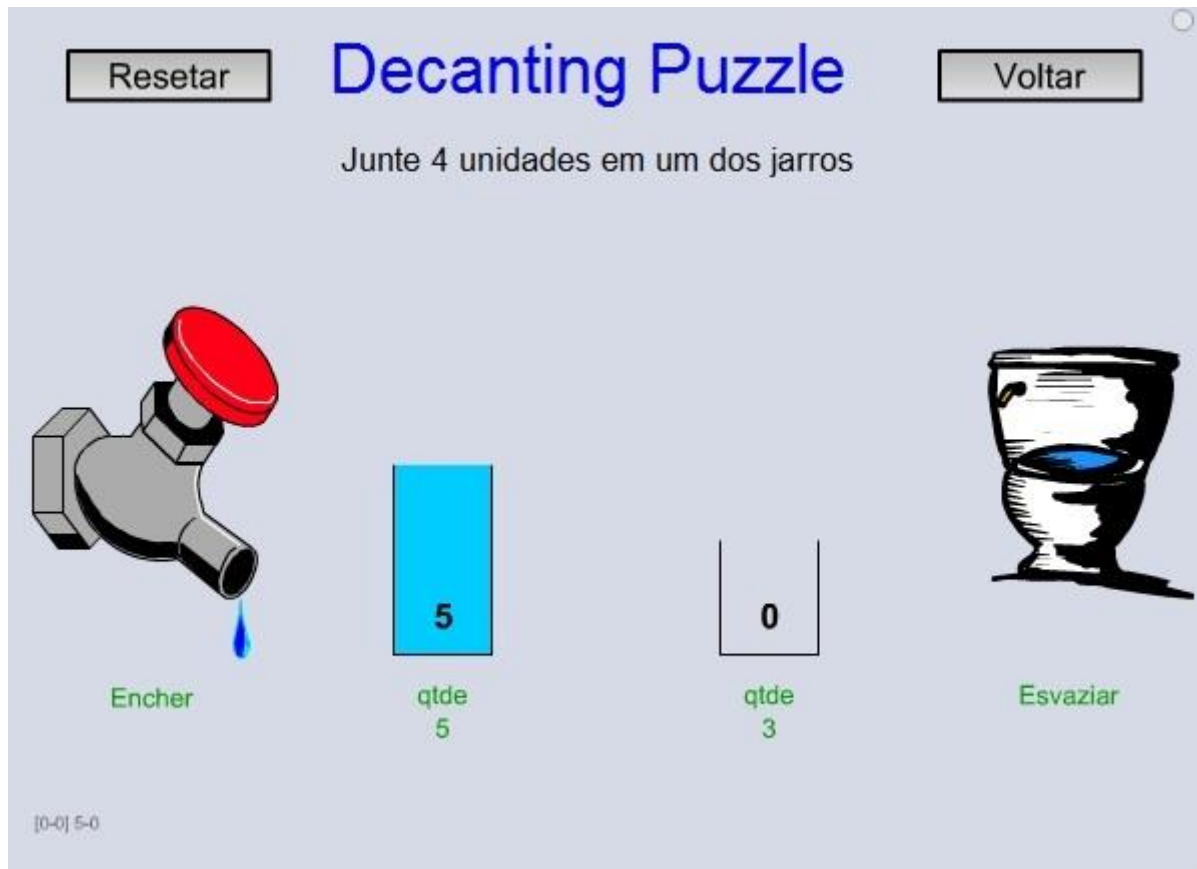 Resetar
Decanting Puzzle
Voltar
Junte 4 unidades em um dos jarros
5
0
Encher
qtde
5
qtde
3
Esvaziar
[0-0] 5-0